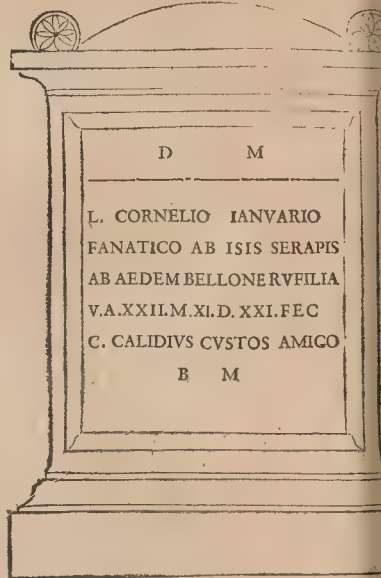 D M
L. CORNELIO IANVARIO
FANATICO AB ISIS SERAPIS
AB AEDEM BELLONE RVFILIA
V.A.XXII.M.XI.D.XXI.FEC
C. CALIDIVS CVSTOS AMICO
B M